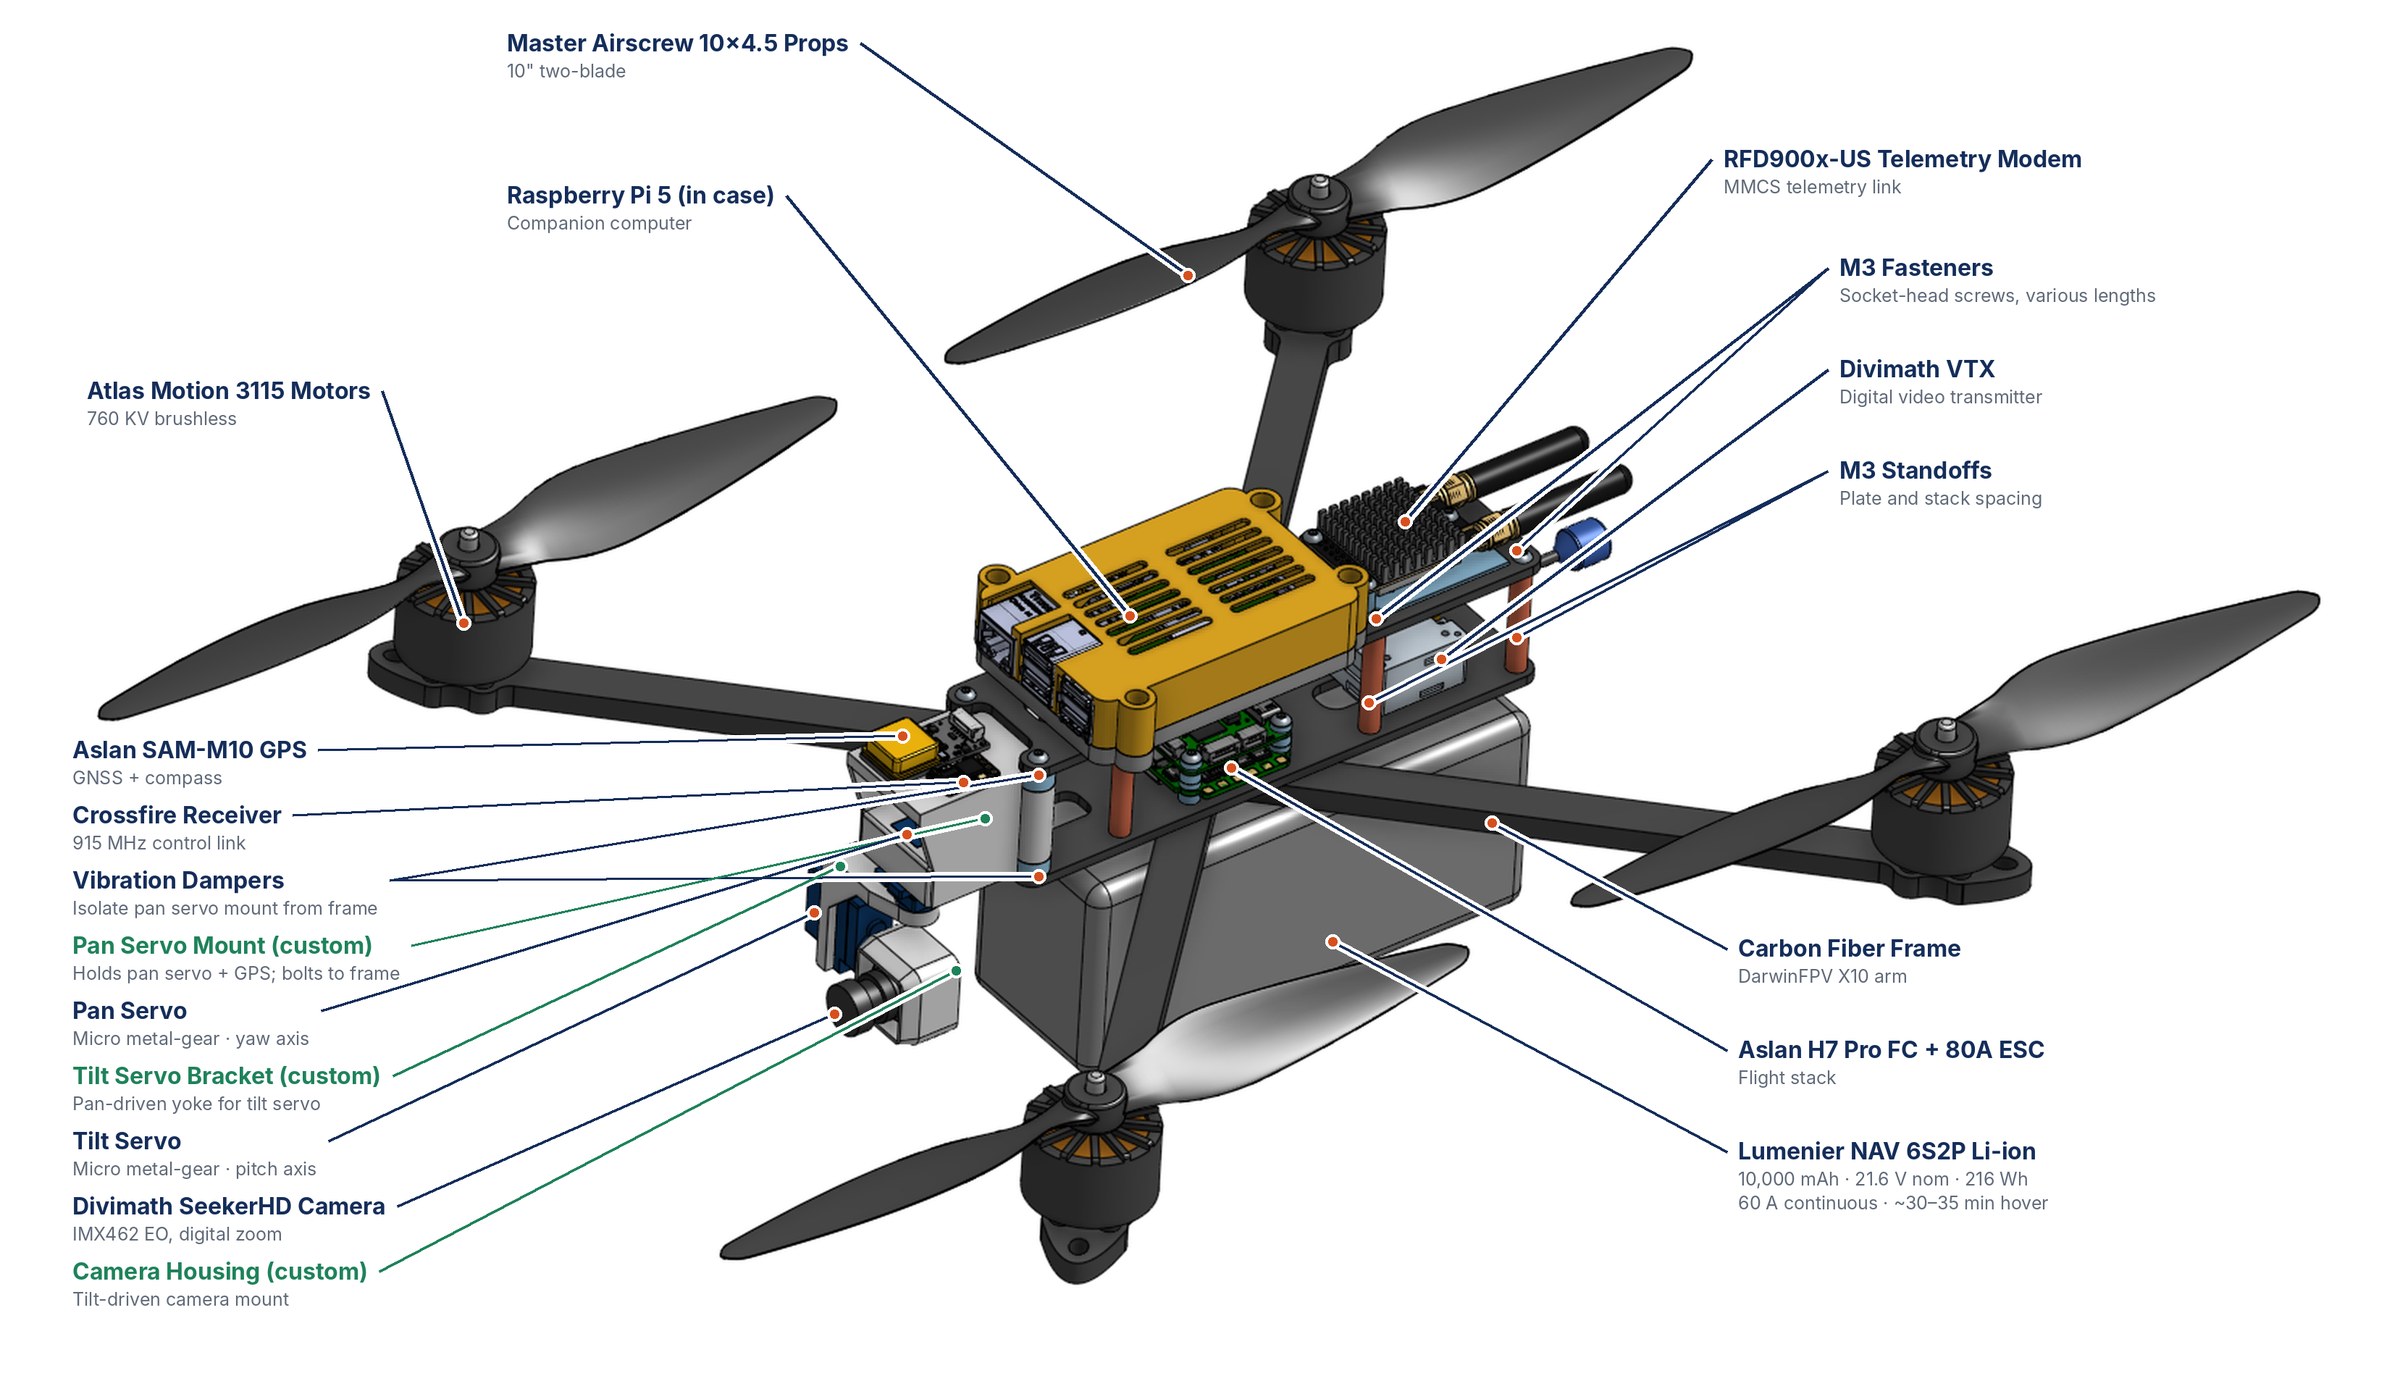 Master Airscrew 10×4.5 Props
10" two-blade
Raspberry Pi 5 (in case)
Companion computer
RFD900x-US Telemetry Modem
MMCS telemetry link
M3 Fasteners
Socket-head screws, various lengths
Divimath VTX
Digital video transmitter
M3 Standoffs
Plate and stack spacing
Atlas Motion 3115 Motors
760 KV brushless
Aslan SAM-M10 GPS
GNSS + compass
Crossfire Receiver
915 MHz control link
Vibration Dampers
Isolate pan servo mount from frame
Pan Servo Mount (custom)
Holds pan servo + GPS; bolts to frame
Pan Servo
Micro metal-gear · yaw axis
Tilt Servo Bracket (custom)
Pan-driven yoke for tilt servo
Tilt Servo
Micro metal-gear · pitch axis
Divimath SeekerHD Camera
IMX462 EO, digital zoom
Camera Housing (custom)
Tilt-driven camera mount
Carbon Fiber Frame
DarwinFPV X10 arm
Aslan H7 Pro FC + 80A ESC
Flight stack
Lumenier NAV 6S2P Li-ion
10,000 mAh · 21.6 V nom · 216 Wh
60 A continuous · ~30–35 min hover